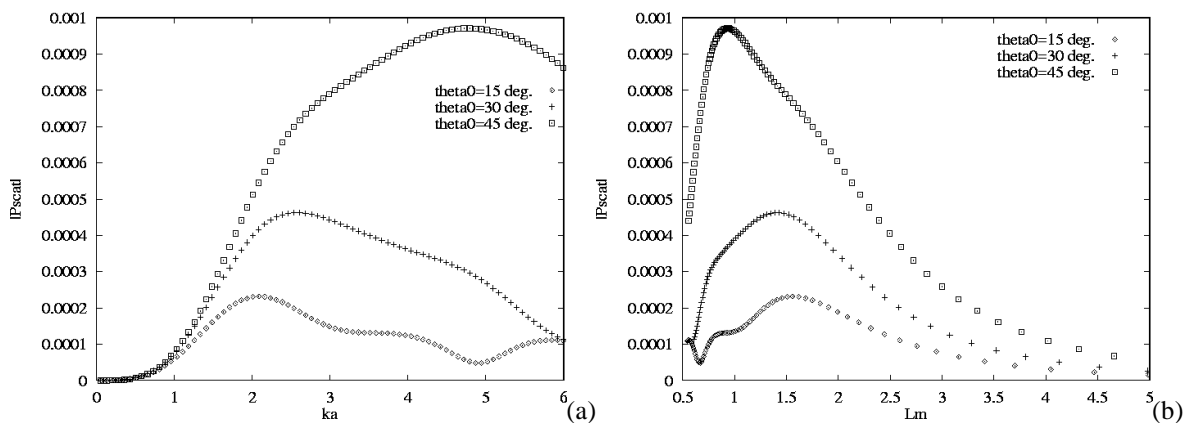 0.001
0.0009
0.0008
0.0007
0.0006
0.0005
0.0004
0.0003
0.0002
0.0001
0
|Pscat|
theta0=15 deg.
theta0=30 deg.
theta0=45 deg.
0 1 2 3 4 5 6
ka
(a)
0.001
0.0009
0.0008
0.0007
0.0006
0.0005
0.0004
0.0003
0.0002
0.0001
0
|Pscat|
theta0=15 deg.
theta0=30 deg.
theta0=45 deg.
0.5 1 1.5 2 2.5 3 3.5 4 4.5 5
Lm
(b)